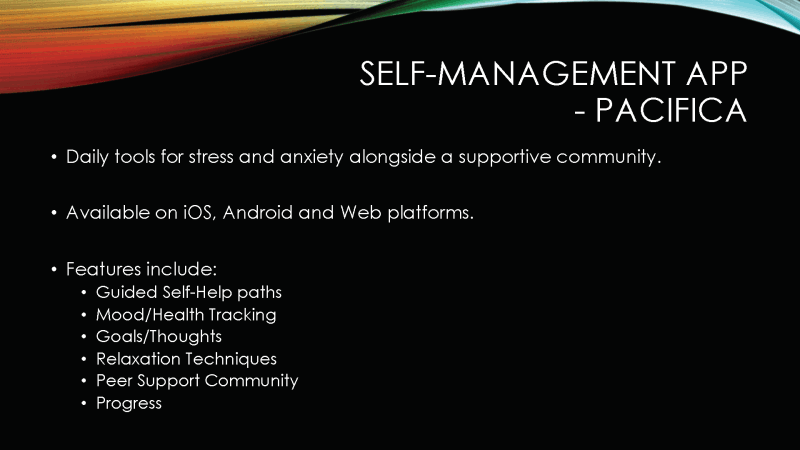 SELF-MANAGEMENT APP
- PACIFICA
• Daily tools for stress and anxiety alongside a supportive community.
• Available on iOS, Android and Web platforms.
• Features include:
• Guided Self-Help paths
• Mood/Health Tracking
• Goals/Thoughts
• Relaxation Techniques
• Peer Support Community
• Progress